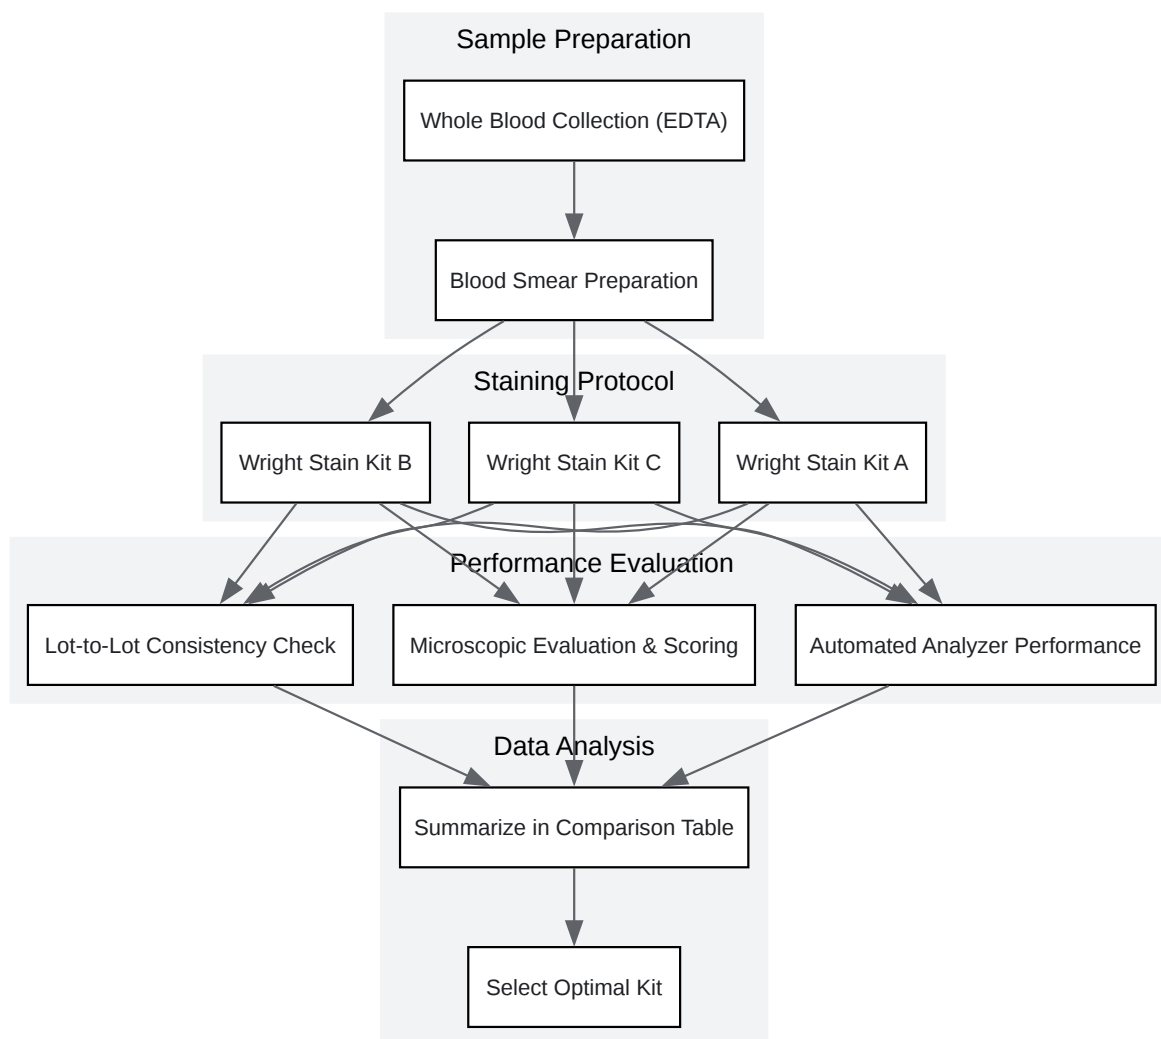 Sample Preparation
Whole Blood Collection (EDTA)
Blood Smear Preparation
Staining Protocol
Wright Stain Kit B
Wright Stain Kit C
Wright Stain Kit A
Performance Evaluation
Lot-to-Lot Consistency Check
Microscopic Evaluation & Scoring
Automated Analyzer Performance
Data Analysis
Summarize in Comparison Table
Select Optimal Kit